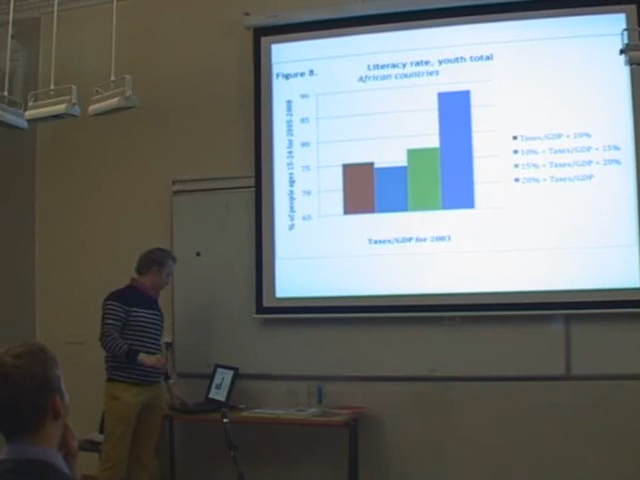 Figure 8.
Literacy rate, youth total
African countries
% of people ages 15-24 for 2005-2008
90
85
80
75
70
65
Taxes/GDP < 10%
10% < Taxes/GDP < 15%
15% < Taxes/GDP < 20%
20% < Taxes/GDP
Taxes/GDP for 2003